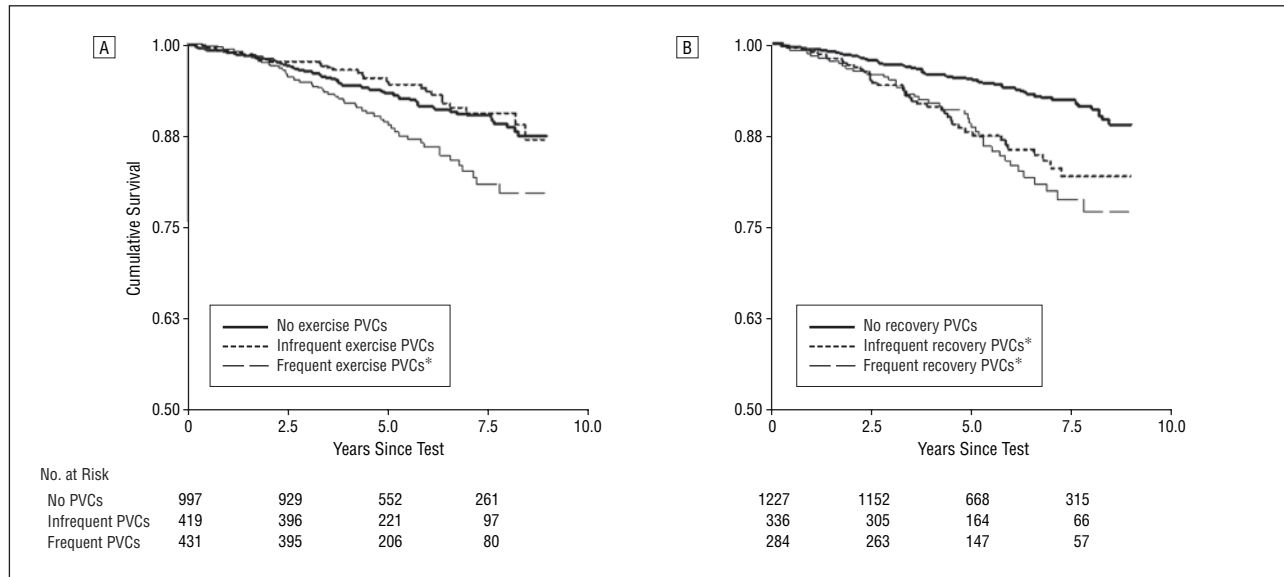 A
1.00
0.88
0.75
0.63
0.50
Cumulative Survival
No exercise PVCs
Infrequent exercise PVCs
Frequent exercise PVCs*
0 2.5 5.0 7.5 10.0
Years Since Test
B
1.00
0.88
0.75
0.63
0.50
No recovery PVCs
Infrequent recovery PVCs*
Frequent recovery PVCs*
0 2.5 5.0 7.5 10.0
Years Since Test
No. at Risk
No PVCs 997 929 552 261 1227 1152 668 315
Infrequent PVCs 419 396 221 97 336 305 164 66
Frequent PVCs 431 395 206 80 284 263 147 57